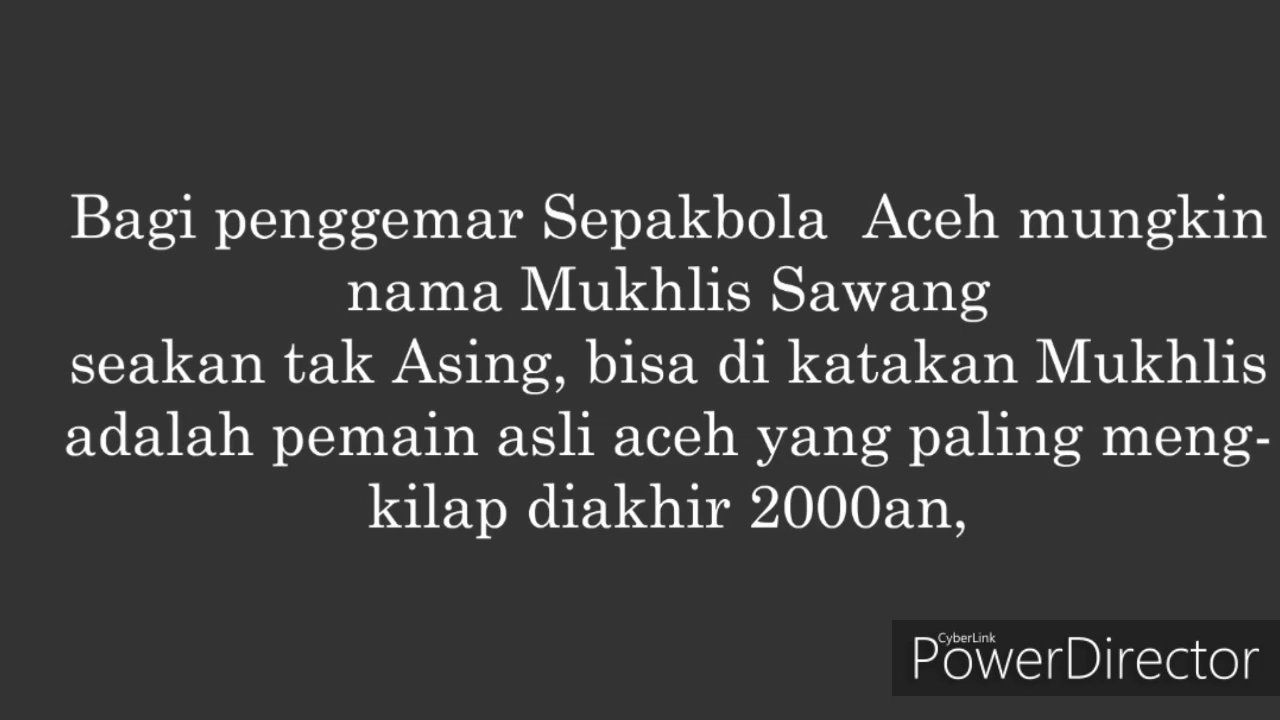 Bagi penggemar Sepakbola  Aceh mungkin
nama Mukhlis Sawang
seakan tak Asing, bisa di katakan Mukhlis
adalah pemain asli aceh yang paling meng-
kilap diakhir 2000an,
CyberLink
PowerDirector